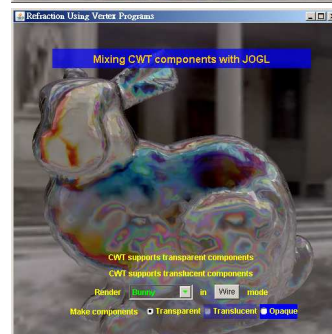 Refraction Using Vertex Programs
Mixing CWT components with JOGL
CWT supports transparent components
CWT supports translucent components
Render Bunny in Wire mode
Make components Transparent Translucent Opaque